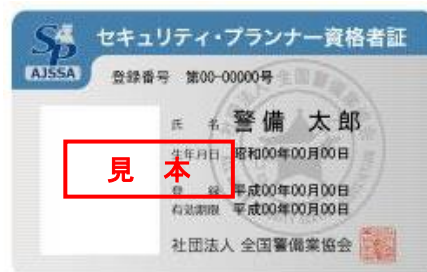 Sp
AJSSA
セキュリティ・プランナー資格者証
登録番号 第00-00000号
氏 名 警備 太郎
生年月日 昭和00年00月00日
見 本
登 録 平成00年00月00日
有効期限 平成00年00月00日
社団法人 全国警備業協会